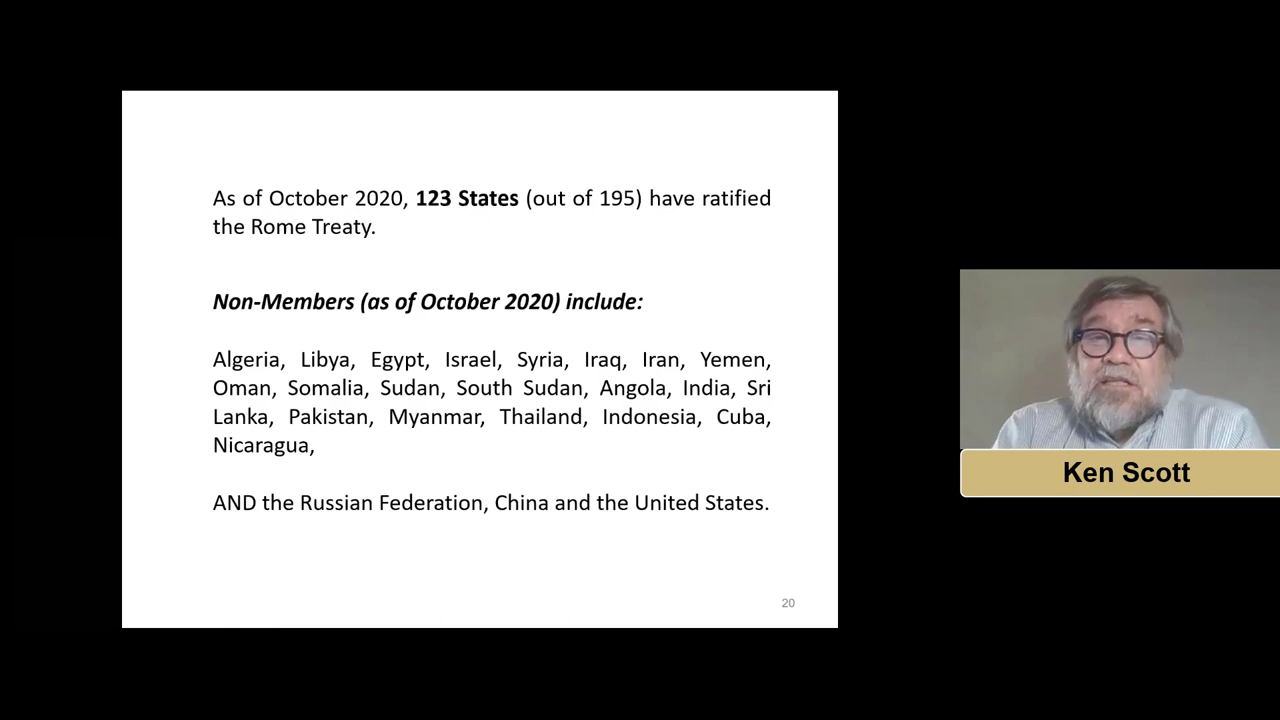 As of October 2020, 123 States (out of 195) have ratified
the Rome Treaty.
Non-Members (as of October 2020) include:
Algeria, Libya, Egypt, Israel, Syria, Iraq, Iran, Yemen,
Oman, Somalia, Sudan, South Sudan, Angola, India, Sri
Lanka, Pakistan, Myanmar, Thailand, Indonesia, Cuba,
Nicaragua,
AND the Russian Federation, China and the United States.
20
Ken Scott